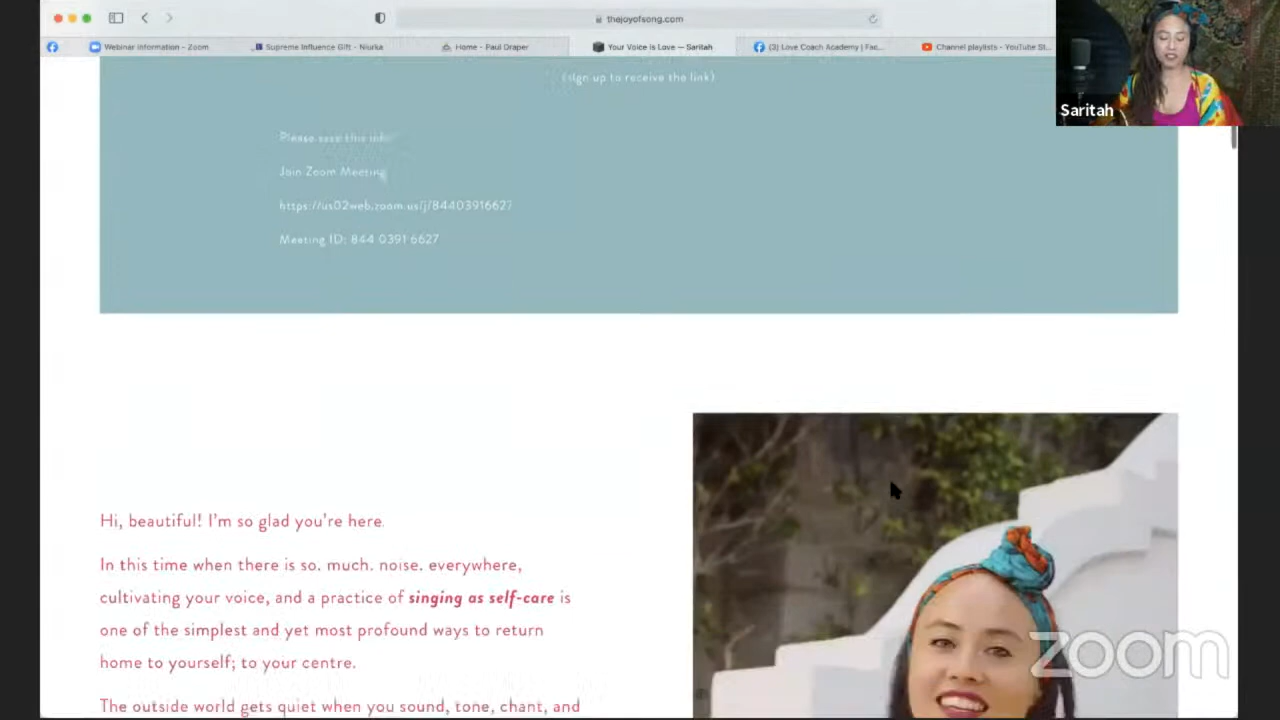 thejoyofsong.com
Webinar Information - Zoom
Supreme Influence Gift - Niurka
Home - Paul Draper
Your Voice Is Love — Saritah
(3) Love Coach Academy | Fac...
Channel playlists - YouTube St...
Saritah
(sign up to receive the link)
Please save this info
Join Zoom Meeting
https://us02web.zoom.us/j/84403916627
Meeting ID: 844 0391 6627
Hi, beautiful! I'm so glad you're here.
In this time when there is so. much. noise. everywhere,
cultivating your voice, and a practice of singing as self-care is
one of the simplest and yet most profound ways to return
home to yourself; to your centre.
The outside world gets quiet when you sound, tone, chant, and
zoom